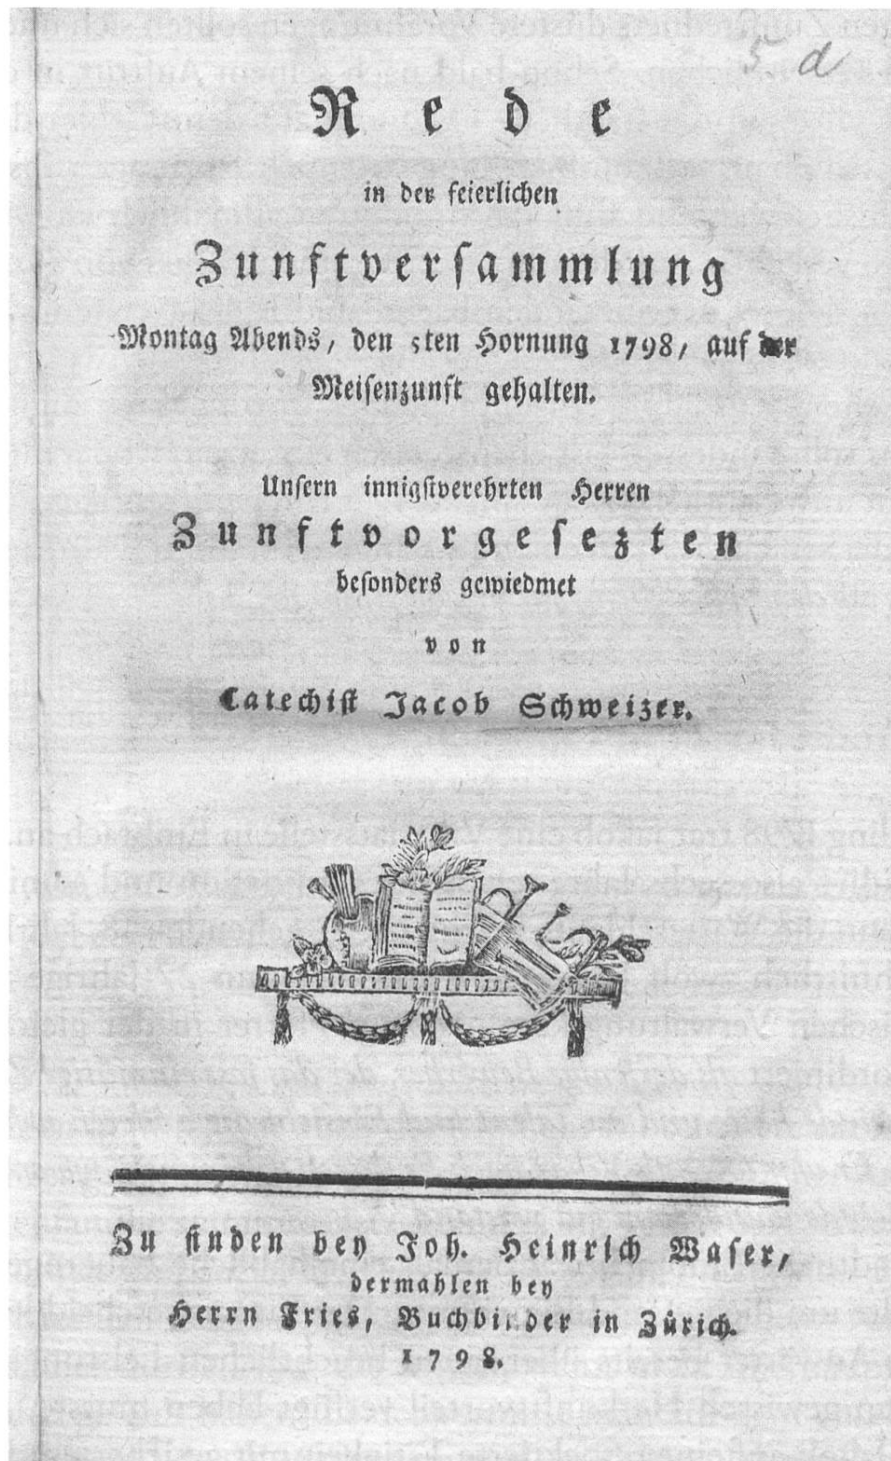 5 d
Rede
in der feierlichen
Zunftversammlung
Montag Abends, den 5ten Hornung 1798, auf der
Meisenzunft gehalten.
Unsern innigstverehrten Herren
Zunftvorgesezten
besonders gewiedmet
von
Catechist Jacob Schweizer.
Zu finden bey Joh. Heinrich Waser,
dermahlen bey
Herrn Fries, Buchbinder in Zürich.
1798.